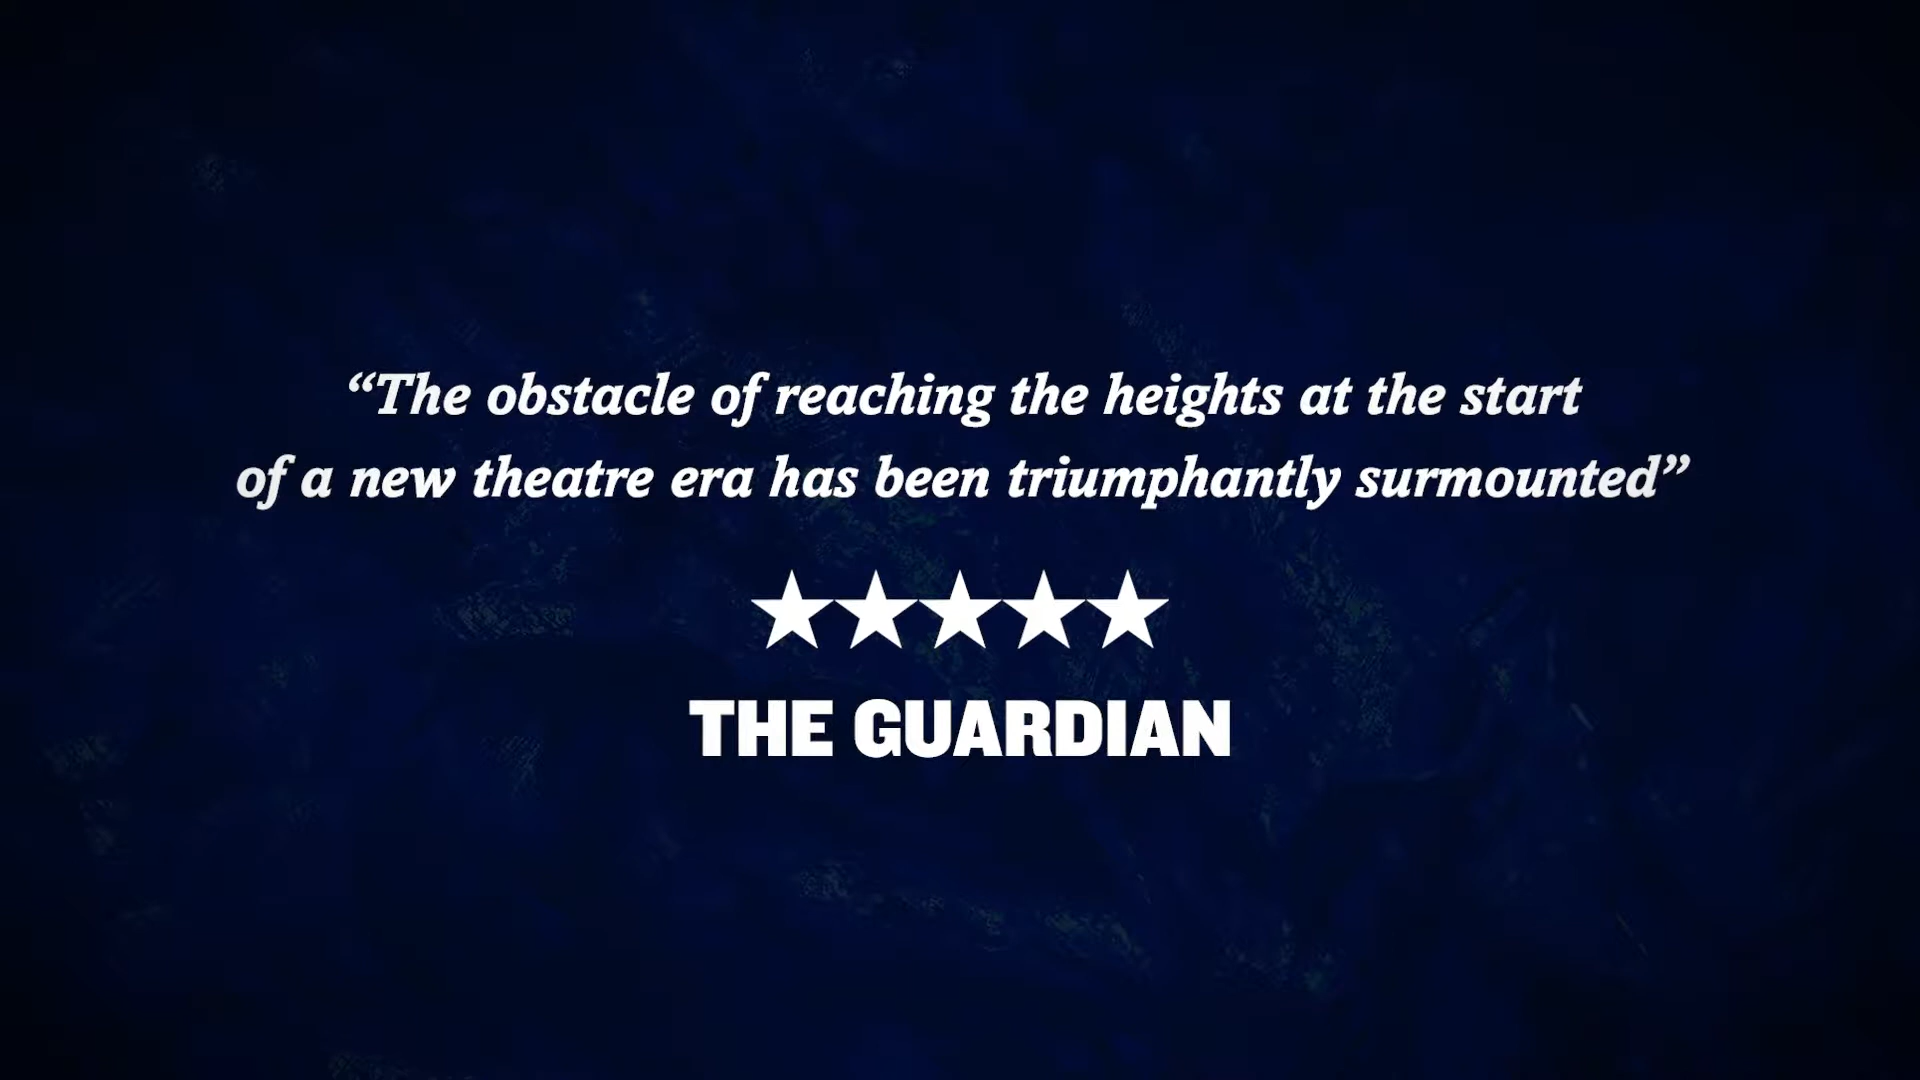 “The obstacle of reaching the heights at the start
of a new theatre era has been triumphantly surmounted”
★★★★★
THE GUARDIAN